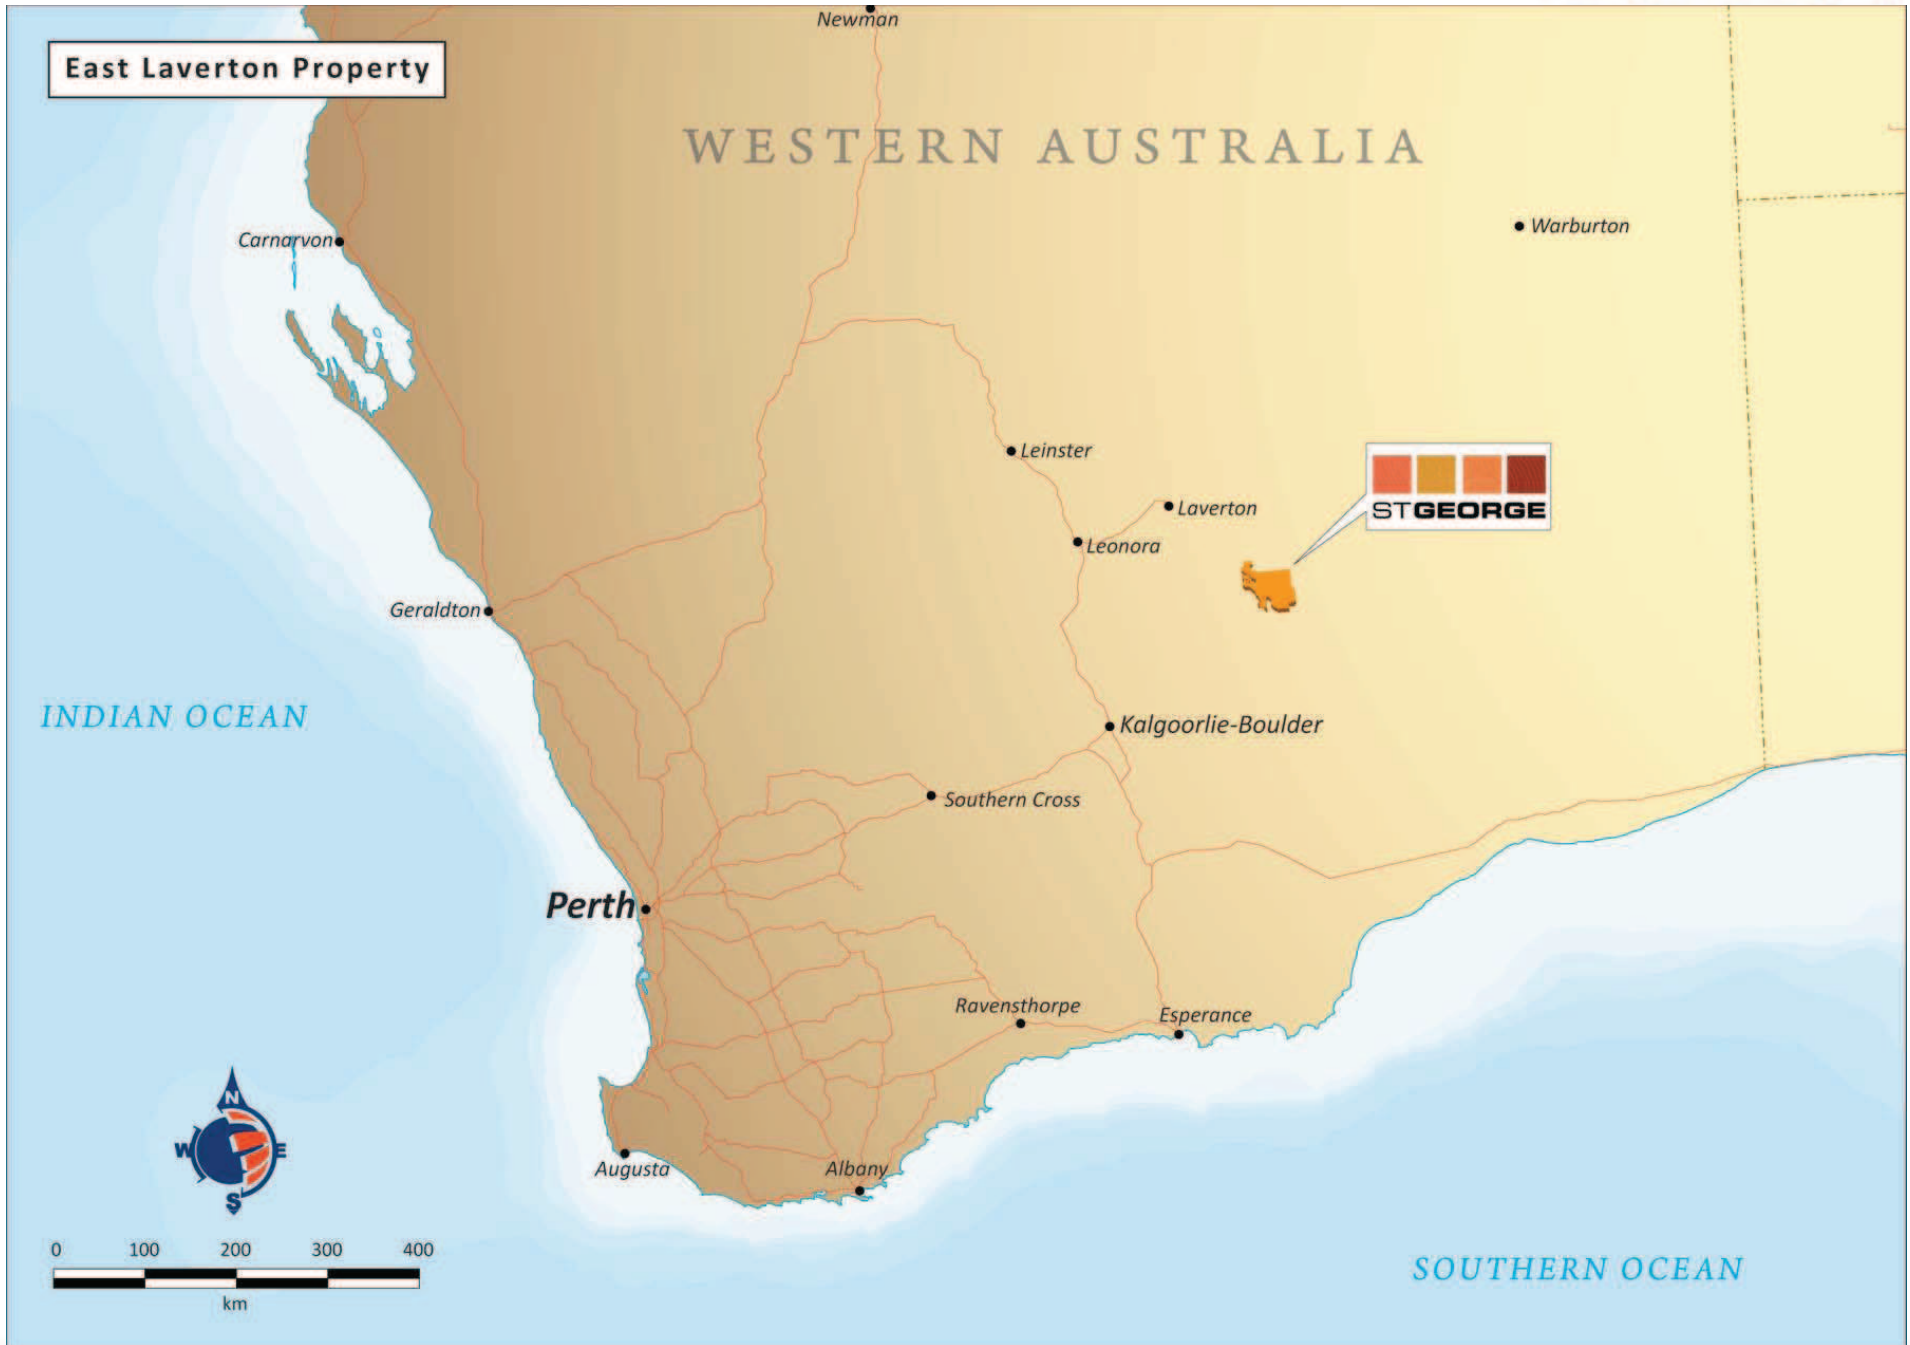 Newman
East Laverton Property
WESTERN AUSTRALIA
Warburton
Carnarvon
Leinster
STGEORGE
Laverton
Leonora
Geraldton
INDIAN OCEAN
Kalgoorlie-Boulder
Southern Cross
Perth
Ravensthorpe
Esperance
N
W E
S
Augusta
Albany
0 100 200 300 400
km
SOUTHERN OCEAN